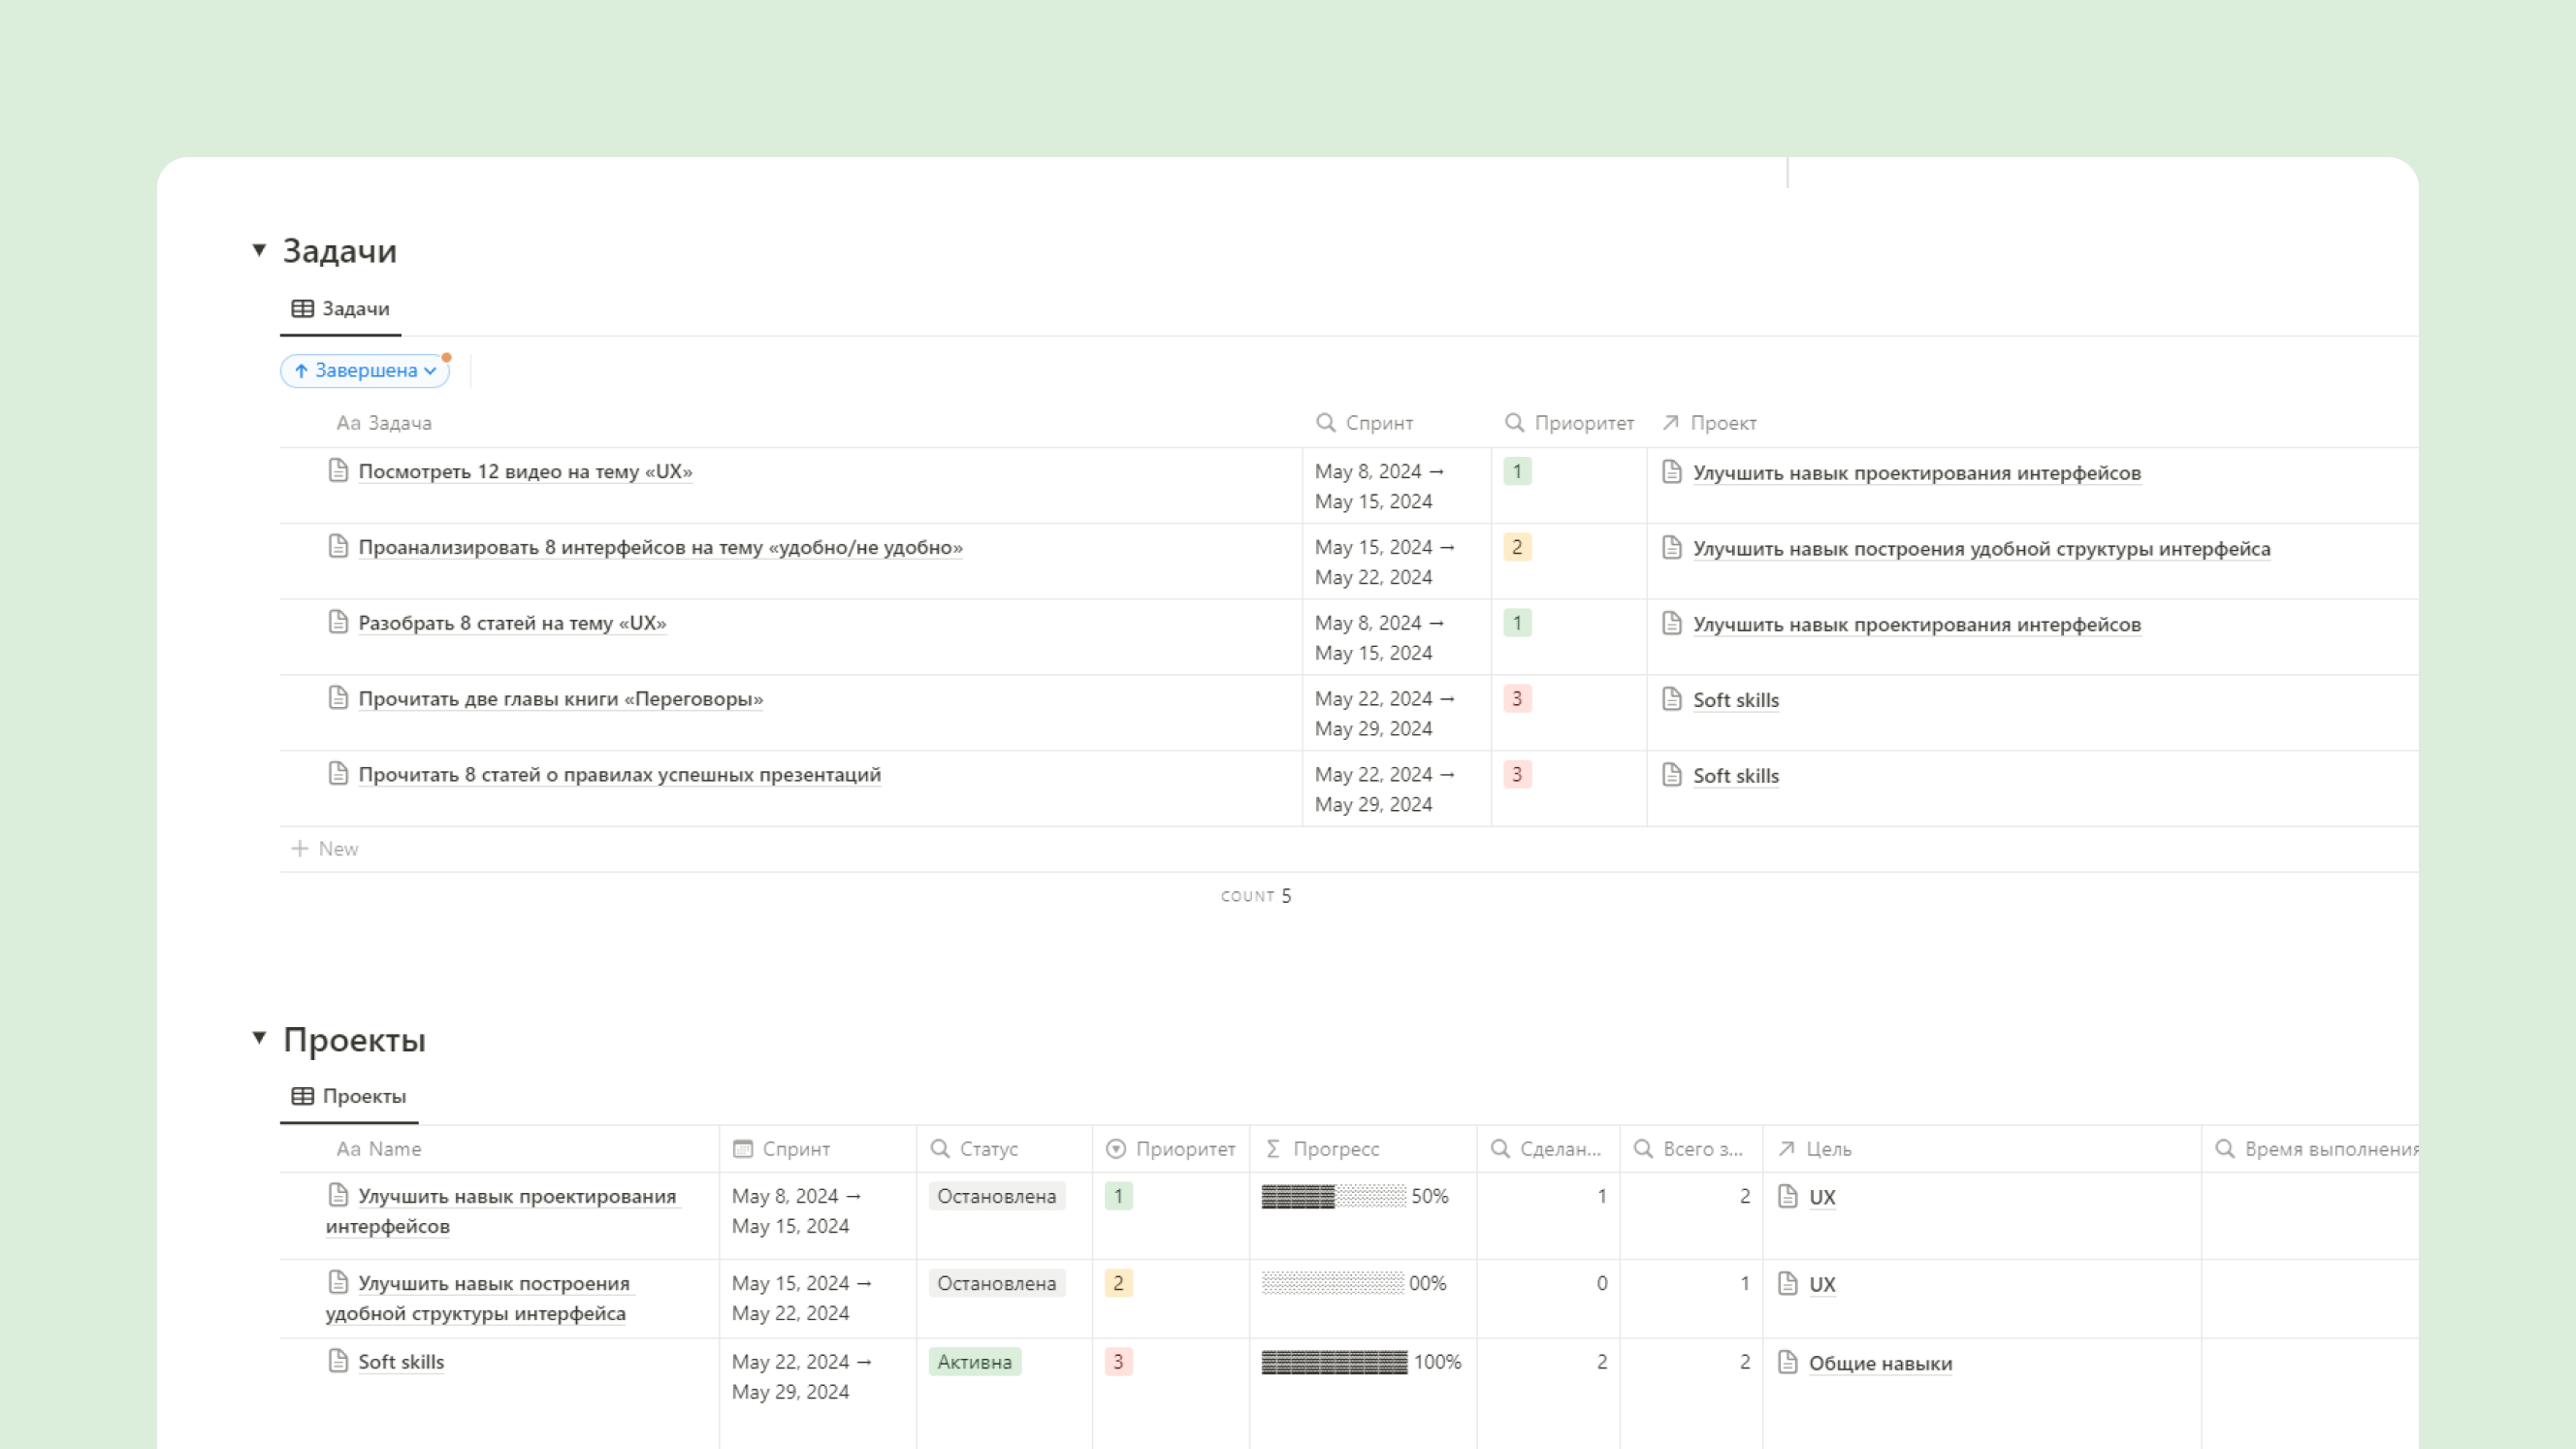 Задачи
Задачи
Завершена
Aa Задача Спринт Приоритет Проект
Посмотреть 12 видео на тему «UX» May 8, 2024 → 1 Улучшить навык проектирования интерфейсов
May 15, 2024
Проанализировать 8 интерфейсов на тему «удобно/не удобно» May 15, 2024 → 2 Улучшить навык построения удобной структуры интерфейса
May 22, 2024
Разобрать 8 статей на тему «UX» May 8, 2024 → 1 Улучшить навык проектирования интерфейсов
May 15, 2024
Прочитать две главы книги «Переговоры» May 22, 2024 → 3 Soft skills
May 29, 2024
Прочитать 8 статей о правилах успешных презентаций May 22, 2024 → 3 Soft skills
May 29, 2024
+ New
COUNT 5
Проекты
Проекты
Aa Name Спринт Статус Приоритет Σ Прогресс Сделан... Всего з... Цель Время выполнения
Улучшить навык проектирования May 8, 2024 → Остановлена 1 50% 1 2 UX
интерфейсов May 15, 2024
Улучшить навык построения May 15, 2024 → Остановлена 2 00% 0 1 UX
удобной структуры интерфейса May 22, 2024
Soft skills May 22, 2024 → Активна 3 100% 2 2 Общие навыки
May 29, 2024